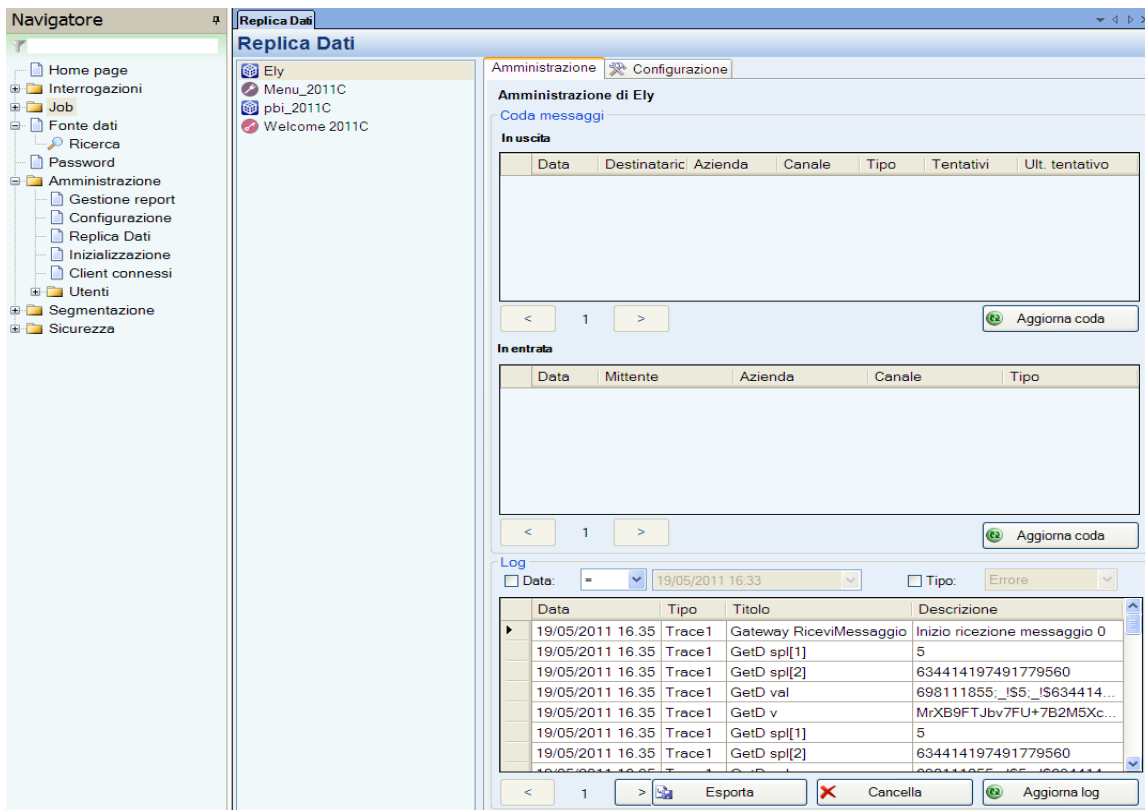 Navigatore
Home page
Interrogazioni
Job
Fonte dati
Ricerca
Password
Amministrazione
Gestione report
Configurazione
Replica Dati
Inizializzazione
Client connessi
Utenti
Segmentazione
Sicurezza
Replica Dati
Replica Dati
Ely
Menu_2011C
pbi_2011C
Welcome 2011C
Amministrazione Configurazione
Amministrazione di Ely
Coda messaggi
In uscita
Data Destinataric Azienda Canale Tipo Tentativi Ult. tentativo
< 1 > Aggiorna coda
In entrata
Data Mittente Azienda Canale Tipo
< 1 > Aggiorna coda
Log
Data: = 19/05/2011 16:33 Tipo: Errore
Data Tipo Titolo Descrizione
19/05/2011 16.35 Trace1 Gateway RiceviMessaggio Inizio ricezione messaggio 0
19/05/2011 16.35 Trace1 GetD spl[1] 5
19/05/2011 16.35 Trace1 GetD spl[2] 634414197491779560
19/05/2011 16.35 Trace1 GetD val 698111855;_!$5;_!$634414...
19/05/2011 16.35 Trace1 GetD v MrXB9FTJbv7FU+7B2M5Xc...
19/05/2011 16.35 Trace1 GetD spl[1] 5
19/05/2011 16.35 Trace1 GetD spl[2] 634414197491779560
< 1 > Esporta Cancella Aggiorna log